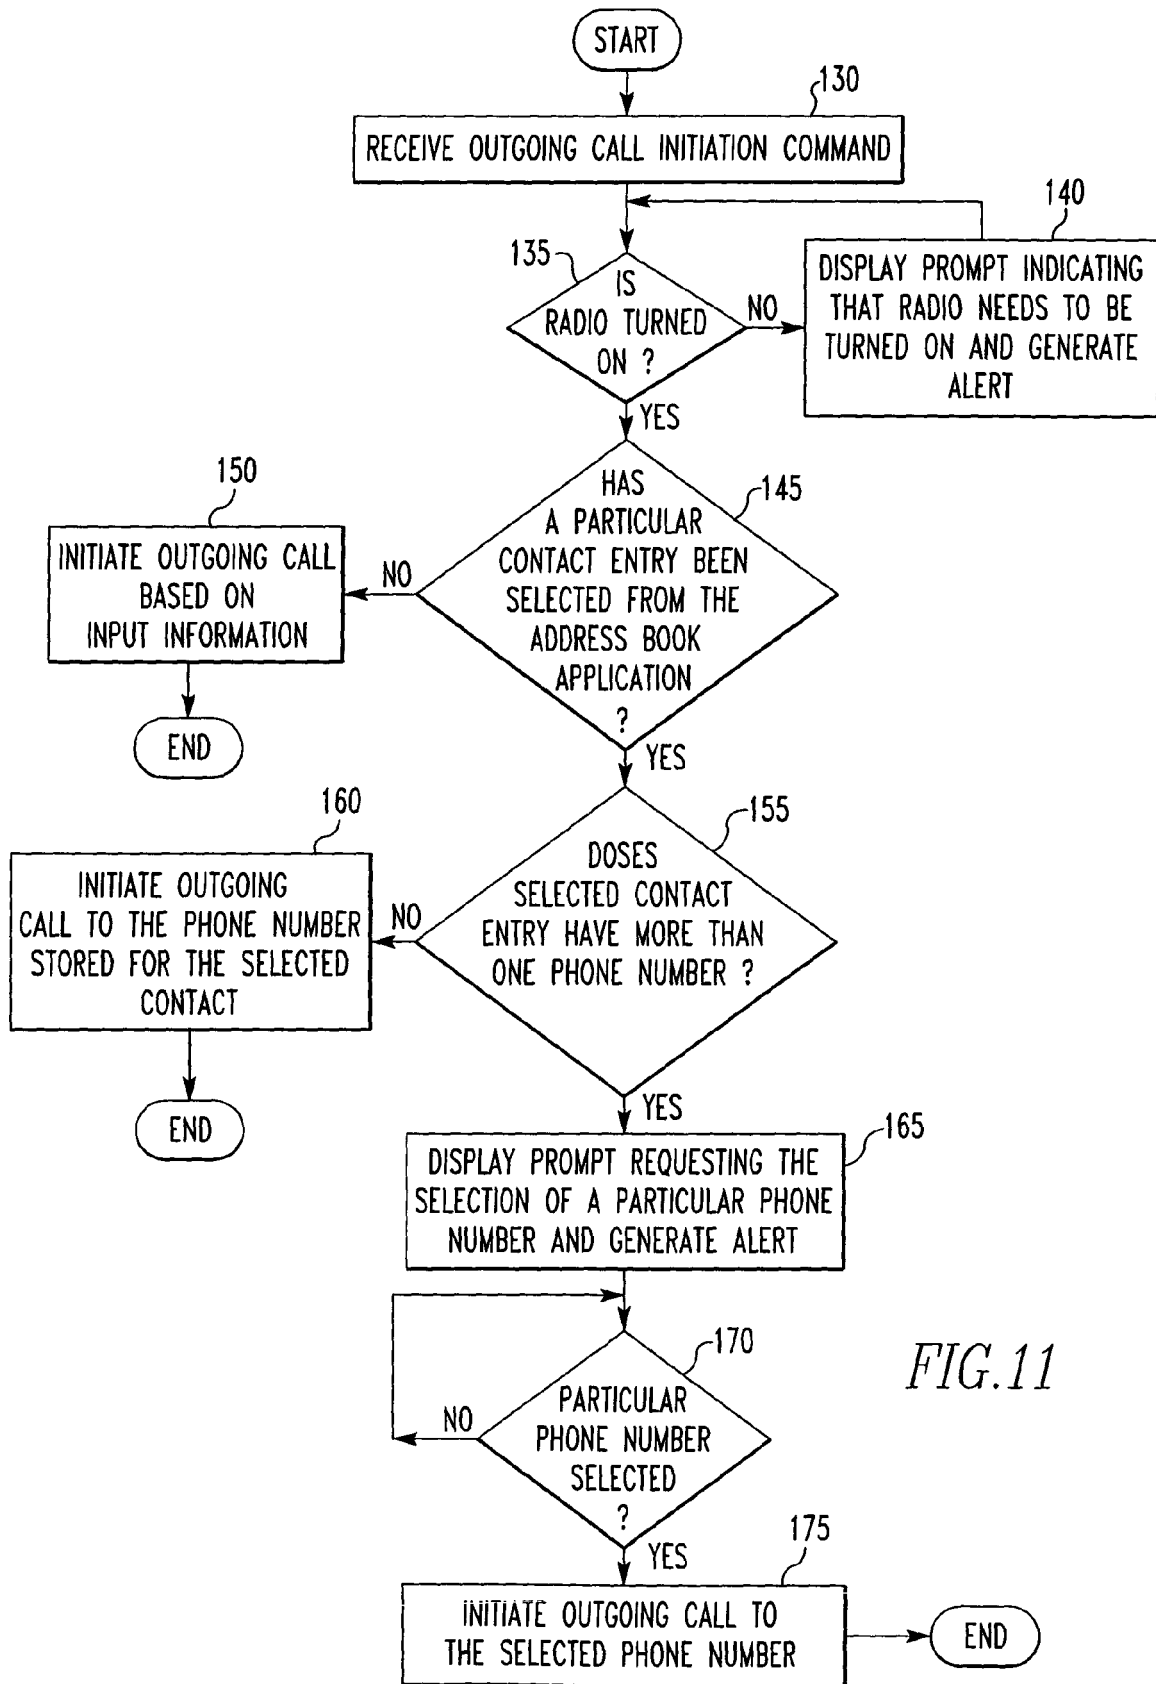 START
130
RECEIVE OUTGOING CALL INITIATION COMMAND
140
135
IS
RADIO TURNED
ON ?
NO
DISPLAY PROMPT INDICATING
THAT RADIO NEEDS TO BE
TURNED ON AND GENERATE
ALERT
YES
150
145
HAS
A PARTICULAR
CONTACT ENTRY BEEN
SELECTED FROM THE
ADDRESS BOOK
APPLICATION
?
NO
INITIATE OUTGOING CALL
BASED ON
INPUT INFORMATION
END
YES
160
155
DOSES
SELECTED CONTACT
ENTRY HAVE MORE THAN
ONE PHONE NUMBER ?
NO
INITIATE OUTGOING
CALL TO THE PHONE NUMBER
STORED FOR THE SELECTED
CONTACT
END
YES
165
DISPLAY PROMPT REQUESTING THE
SELECTION OF A PARTICULAR PHONE
NUMBER AND GENERATE ALERT
170
PARTICULAR
PHONE NUMBER
SELECTED
?
NO
FIG.11
YES
175
INITIATE OUTGOING CALL TO
THE SELECTED PHONE NUMBER
END